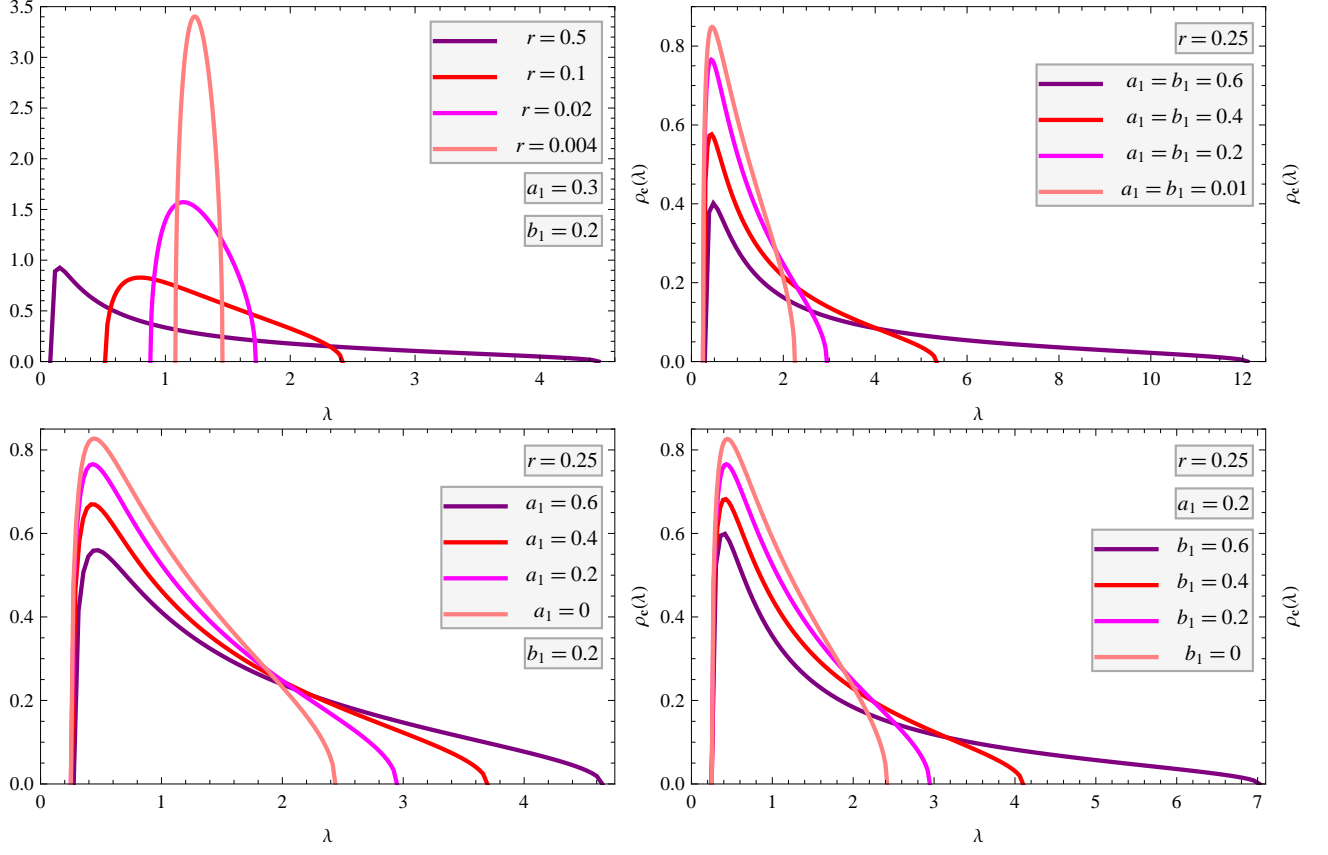 3.5
3.0
2.5
2.0
1.5
1.0
0.5
0.0
0
1
2
3
4
λ
r = 0.5
r = 0.1
r = 0.02
r = 0.004
a₁ = 0.3
b₁ = 0.2
ρc(λ)
0.8
0.6
0.4
0.2
0.0
0
2
4
6
8
10
12
λ
r = 0.25
a₁ = b₁ = 0.6
a₁ = b₁ = 0.4
a₁ = b₁ = 0.2
a₁ = b₁ = 0.01
ρc(λ)
0.8
0.6
0.4
0.2
0.0
0
1
2
3
4
λ
r = 0.25
a₁ = 0.6
a₁ = 0.4
a₁ = 0.2
a₁ = 0
b₁ = 0.2
ρc(λ)
0.8
0.6
0.4
0.2
0.0
0
1
2
3
4
5
6
7
λ
r = 0.25
a₁ = 0.2
b₁ = 0.6
b₁ = 0.4
b₁ = 0.2
b₁ = 0
ρc(λ)